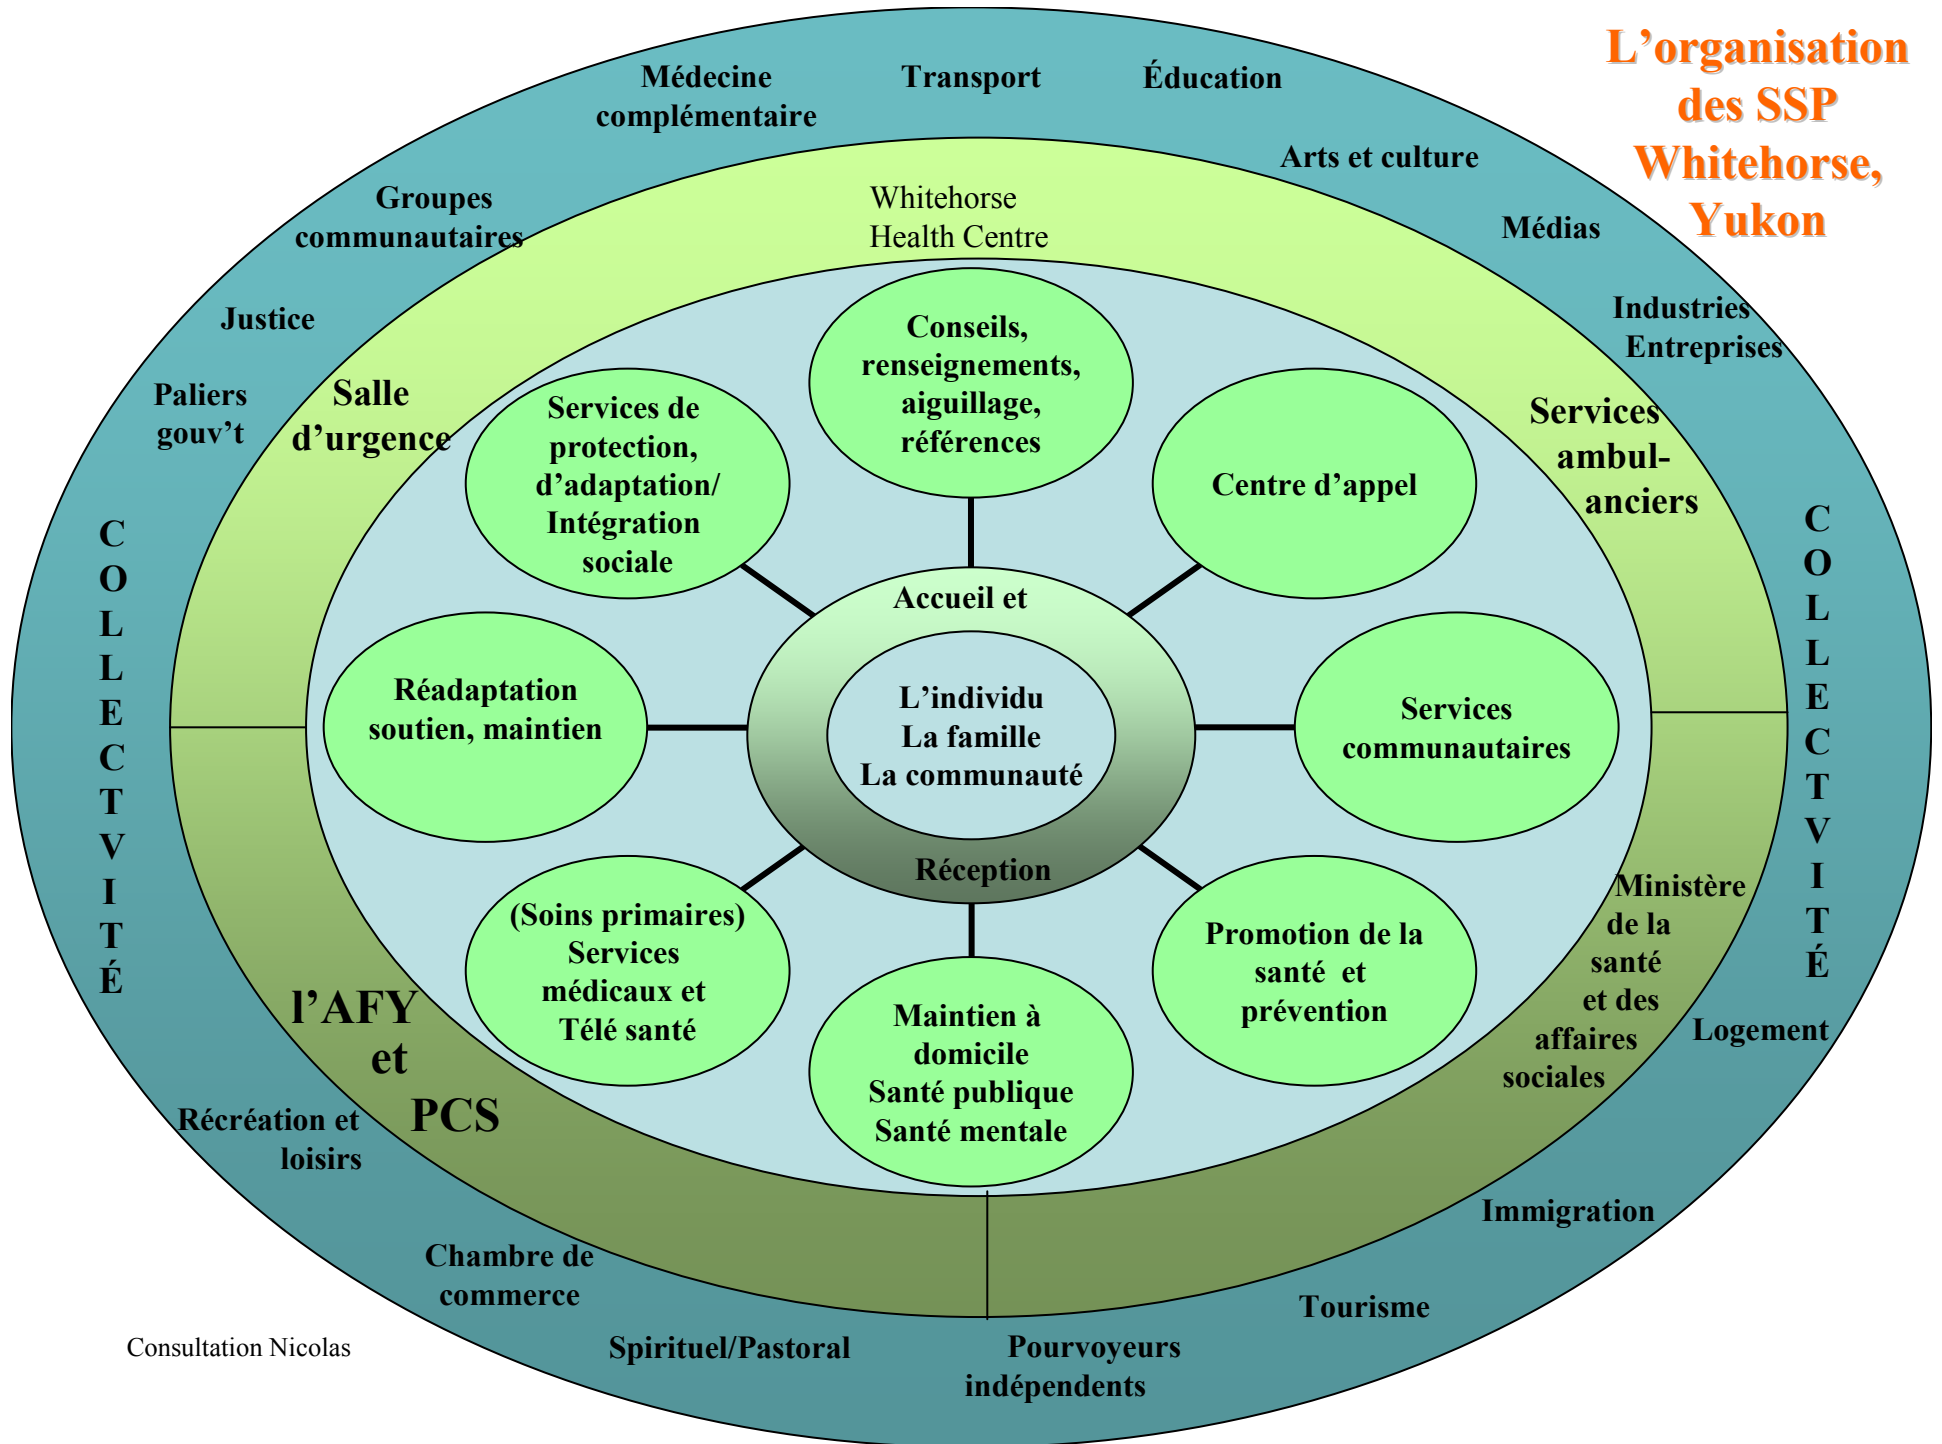 L'organisation
des SSP
Whitehorse,
Yukon
Médecine
complémentaire
Transport
Éducation
Arts et culture
Médias
Industries
Entreprises
Groupes
communautaires
Justice
Paliers
gouv't
C
O
L
L
E
C
T
V
I
T
É
C
O
L
L
E
C
T
V
I
T
É
Whitehorse
Health Centre
Salle
d'urgence
Services
ambul-
anciers
Conseils,
renseignements,
aiguillage,
références
Services de
protection,
d'adaptation/
Intégration
sociale
Centre d'appel
Accueil et
L'individu
La famille
La communauté
Réception
Réadaptation
soutien, maintien
Services
communautaires
(Soins primaires)
Services
médicaux et
Télé santé
Maintien à
domicile
Santé publique
Santé mentale
Promotion de la
santé et
prévention
Ministère
de la
santé
et des
affaires
sociales
l'AFY
et
PCS
Logement
Récréation et
loisirs
Immigration
Chambre de
commerce
Tourisme
Spirituel/Pastoral
Pourvoyeurs
indépendents
Consultation Nicolas